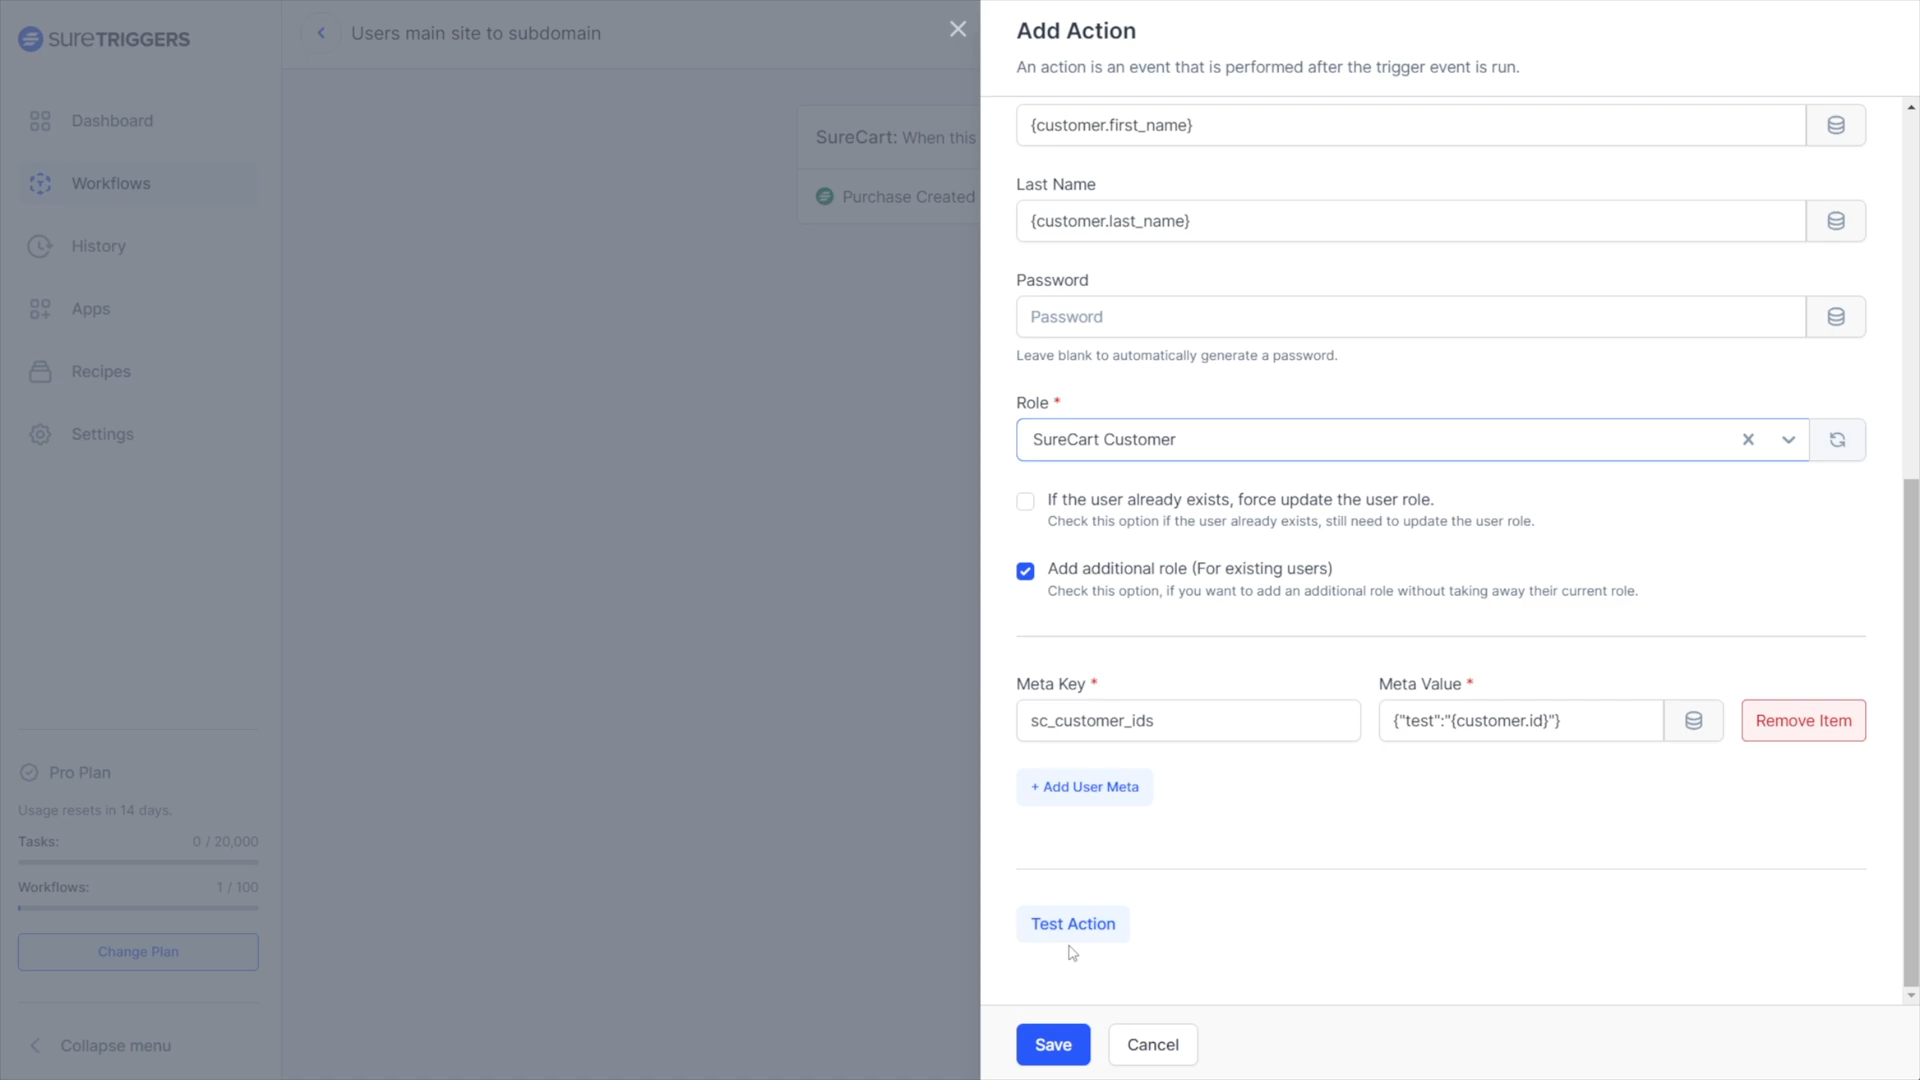 sureTRIGGERS
Dashboard
Workflows
History
Apps
Recipes
Settings
Pro Plan
Usage resets in 14 days.
Tasks: 0 / 20,000
Workflows: 1 / 100
Change Plan
Collapse menu
Users main site to subdomain
SureCart: When this
Purchase Created
Add Action
An action is an event that is performed after the trigger event is run.
{customer.first_name}
Last Name
{customer.last_name}
Password
Password
Leave blank to automatically generate a password.
Role *
SureCart Customer
If the user already exists, force update the user role.
Check this option if the user already exists, still need to update the user role.
Add additional role (For existing users)
Check this option, if you want to add an additional role without taking away their current role.
Meta Key * Meta Value *
sc_customer_ids {"test":"{customer.id}"} Remove Item
+ Add User Meta
Test Action
Save Cancel